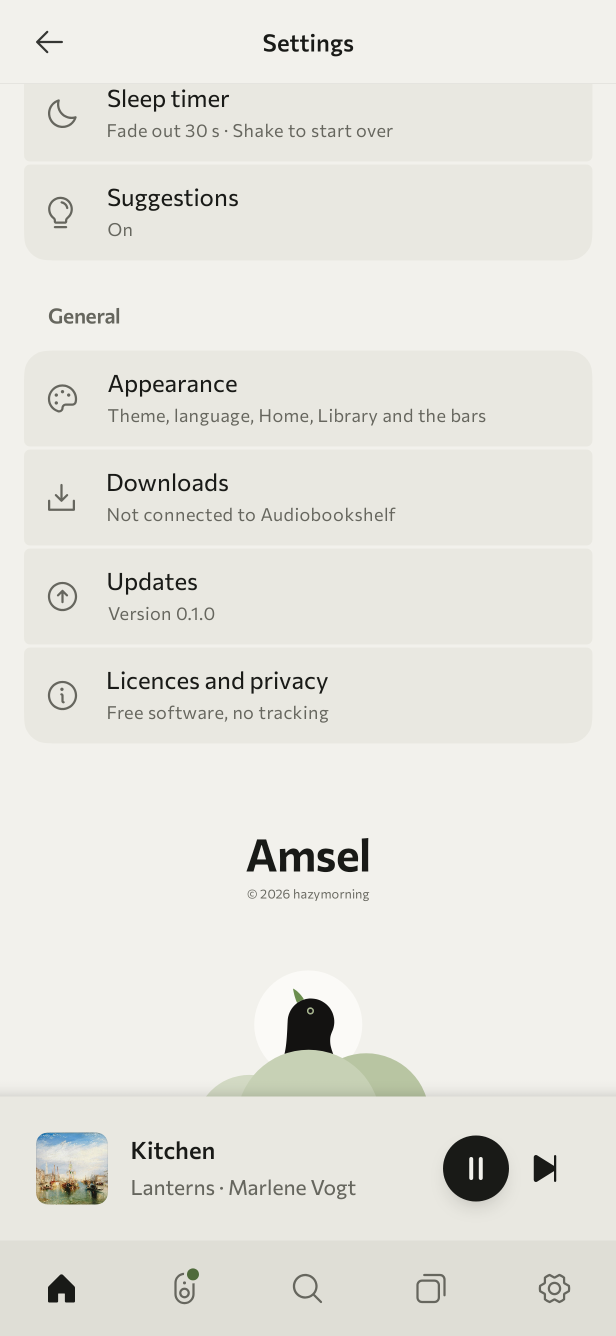 Settings
Sleep timer
Fade out 30 s · Shake to start over
Suggestions
On
General
Appearance
Theme, language, Home, Library and the bars
Downloads
Not connected to Audiobookshelf
Updates
Version 0.1.0
Licences and privacy
Free software, no tracking
Amsel
© 2026 hazymorning
Kitchen
Lanterns · Marlene Vogt